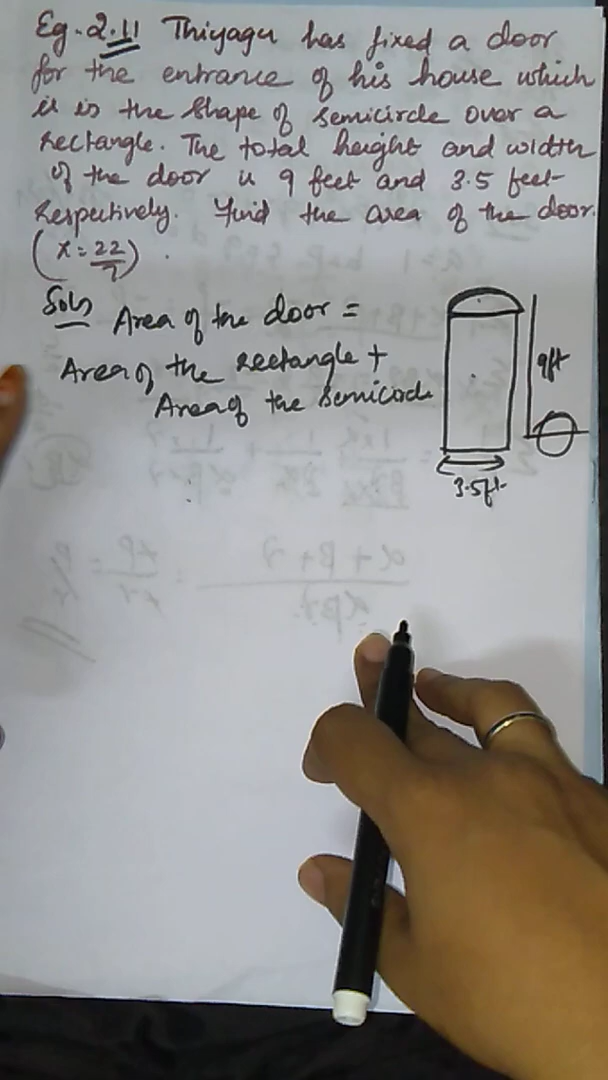 Eg-2.11 Thiyagu has fixed a door
for the entrance of his house which
it is the shape of semicircle over a
rectangle. The total height and width
of the door is 9 feet and 3.5 feet
respectively. Find the area of the door.
(π = 22/7) .
Soln Area of the door =
Area of the rectangle +
Area of the semicircle
9ft
3.5ft